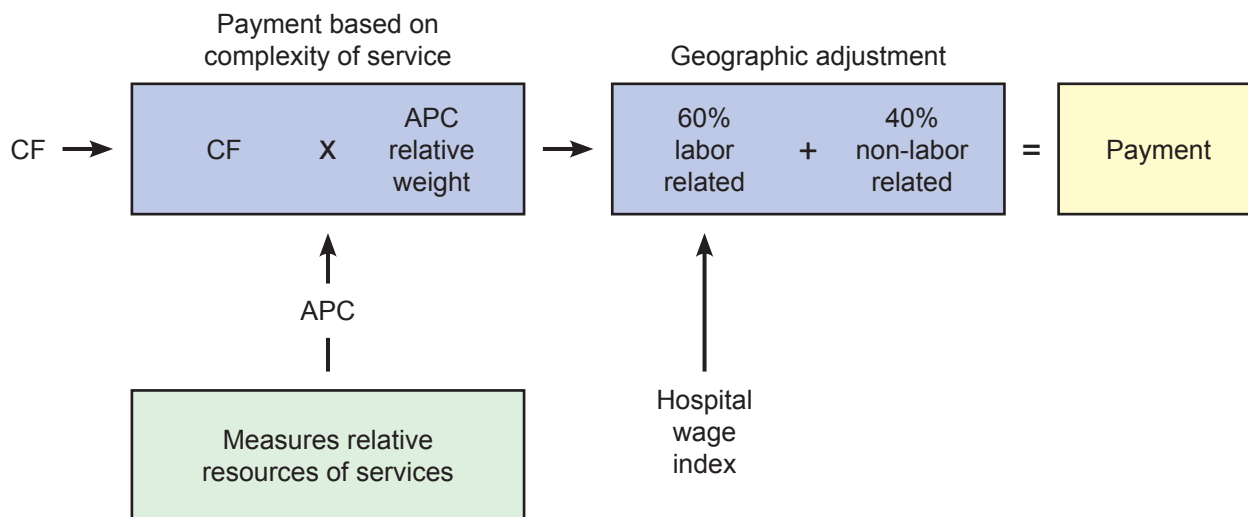 Payment based on
complexity of service
Geographic adjustment
CF
CF x APC
relative
weight
60%
labor
related
+
40%
non-labor
related
=
Payment
APC
Measures relative
resources of services
Hospital
wage
index